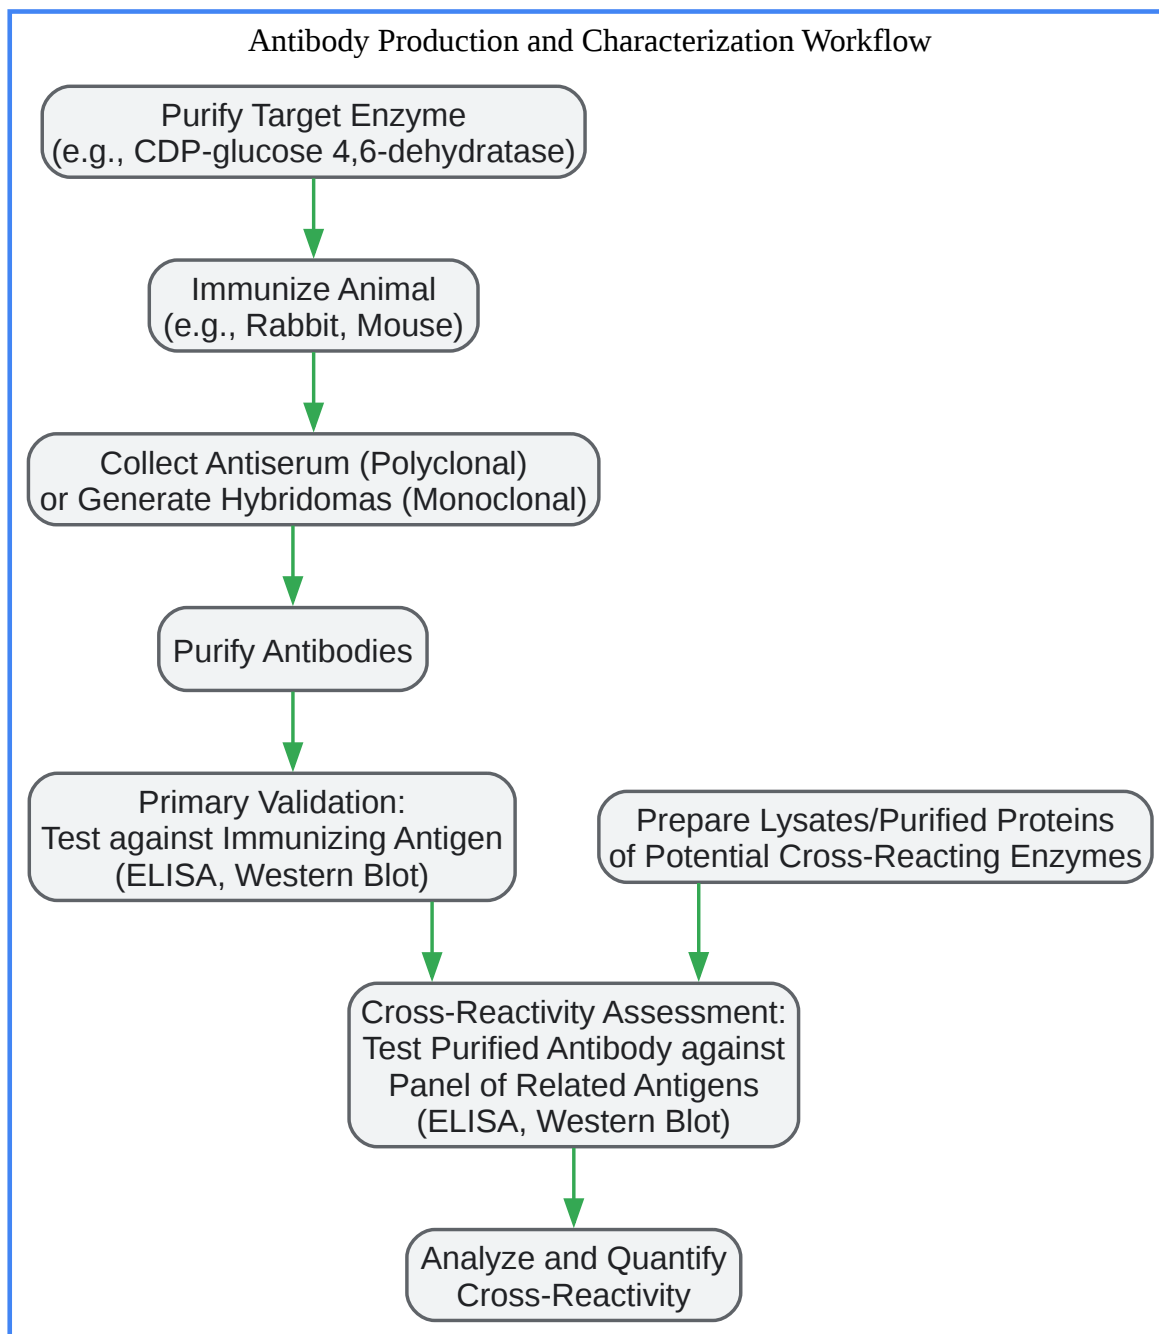 Antibody Production and Characterization Workflow
Purify Target Enzyme
(e.g., CDP-glucose 4,6-dehydratase)
Immunize Animal
(e.g., Rabbit, Mouse)
Collect Antiserum (Polyclonal)
or Generate Hybridomas (Monoclonal)
Purify Antibodies
Primary Validation:
Test against Immunizing Antigen
(ELISA, Western Blot)
Prepare Lysates/Purified Proteins
of Potential Cross-Reacting Enzymes
Cross-Reactivity Assessment:
Test Purified Antibody against
Panel of Related Antigens
(ELISA, Western Blot)
Analyze and Quantify
Cross-Reactivity